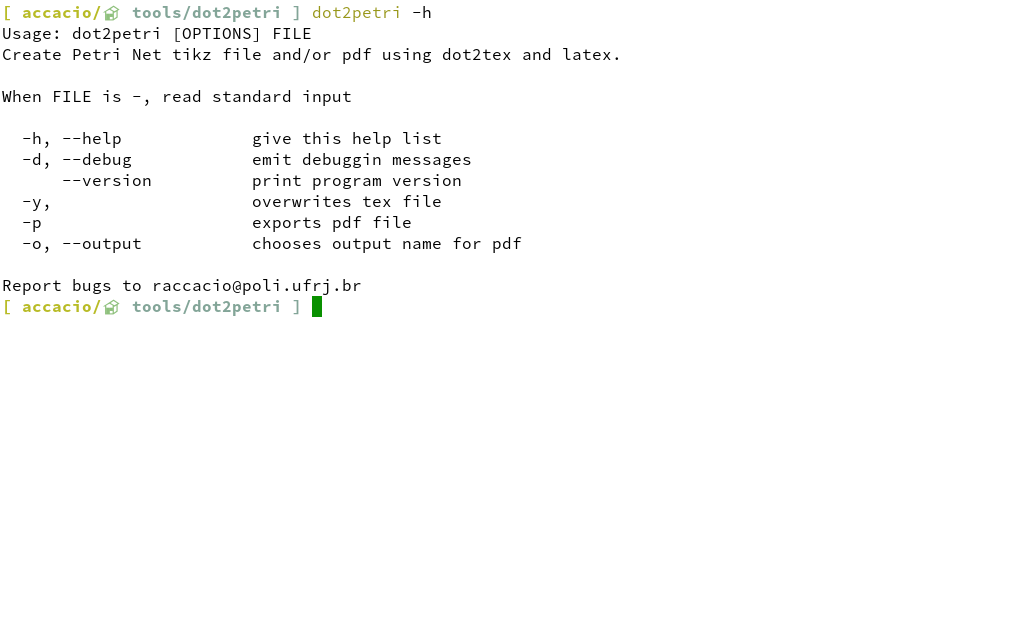 [ accacio/ tools/dot2petri ] dot2petri -h
Usage: dot2petri [OPTIONS] FILE
Create Petri Net tikz file and/or pdf using dot2tex and latex.

When FILE is -, read standard input

  -h, --help             give this help list
  -d, --debug            emit debuggin messages
      --version          print program version
  -y,                    overwrites tex file
  -p                     exports pdf file
  -o, --output           chooses output name for pdf

Report bugs to raccacio@poli.ufrj.br
[ accacio/ tools/dot2petri ]